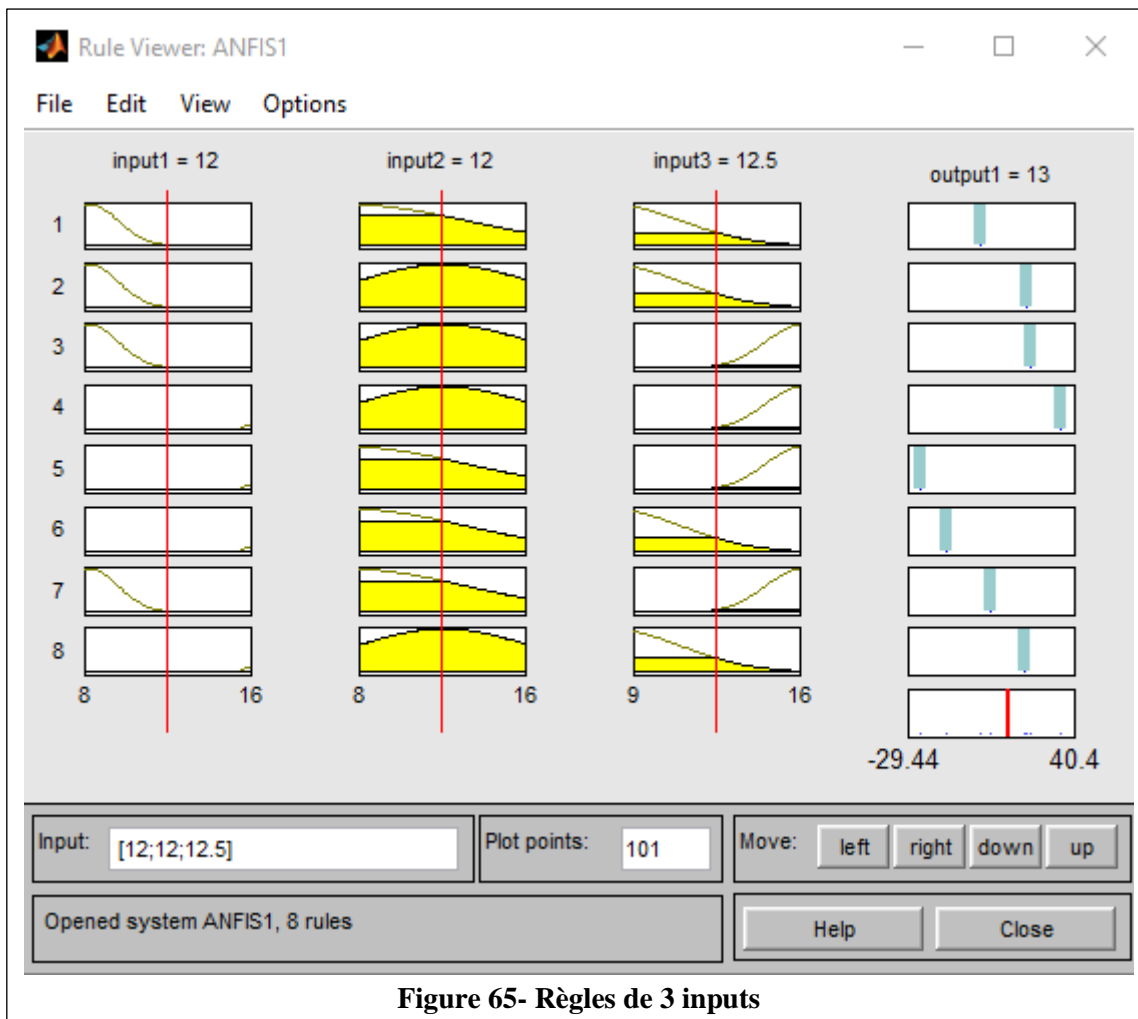 Rule Viewer: ANFIS1
File Edit View Options
input1 = 12 input2 = 12 input3 = 12.5 output1 = 13
1
2
3
4
5
6
7
8
8 16 8 16 9 16
-29.44 40.4
Input: [12;12;12.5] Plot points: 101 Move: left right down up
Opened system ANFIS1, 8 rules Help Close
Figure 65- Règles de 3 inputs